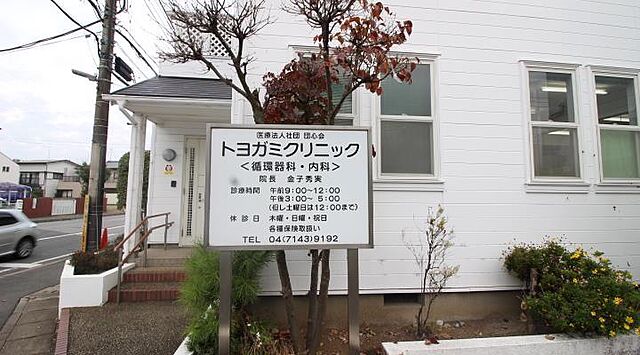 医療法人社団 団心会
トヨガミクリニック
＜循環器科・内科＞
院長 金子秀実
診療時間 午前9:00～12:00
午後3:00～ 5:00
(但し土曜日は12:00まで)
休診日 木曜・日曜・祝日
各種保険取扱い
TEL 04(7143)9192